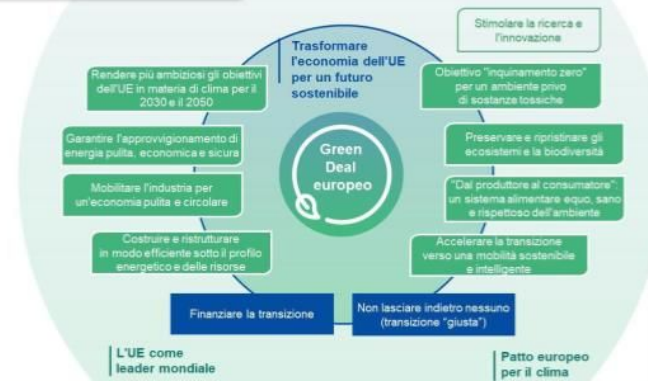 Stimolare la ricerca e
l'innovazione
Trasformare
l'economia dell'UE
per un futuro
sostenibile
Rendere più ambiziosi gli obiettivi
dell'UE in materia di clima per il
2030 e il 2050
Obiettivo "inquinamento zero"
per un ambiente privo
di sostanze tossiche
Garantire l'approvvigionamento di
energia pulita, economica e sicura
Preservare e ripristinare gli
ecosistemi e la biodiversità
Green
Deal
europeo
Mobilitare l'industria per
un'economia pulita e circolare
"Dal produttore al consumatore":
un sistema alimentare equo, sano
e rispettoso dell'ambiente
Costruire e ristrutturare
in modo efficiente sotto il profilo
energetico e delle risorse
Accelerare la transizione
verso una mobilità sostenibile
e intelligente
Finanziare la transizione
Non lasciare indietro nessuno
(transizione "giusta")
L'UE come
leader mondiale
Patto europeo
per il clima